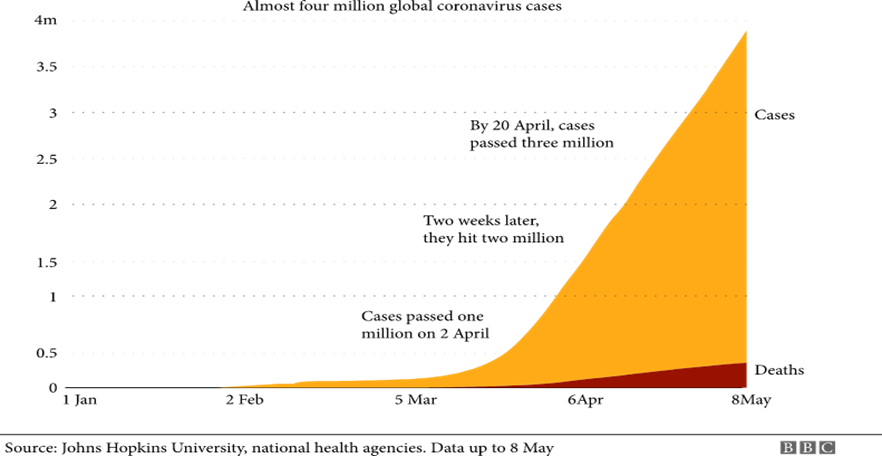 Almost four million global coronavirus cases
4m
3.5
3
2.5
2
1.5
1
0.5
0
By 20 April, cases
passed three million
Two weeks later,
they hit two million
Cases passed one
million on 2 April
Cases
Deaths
1 Jan
2 Feb
5 Mar
6Apr
8May
Source: Johns Hopkins University, national health agencies. Data up to 8 May
BBC